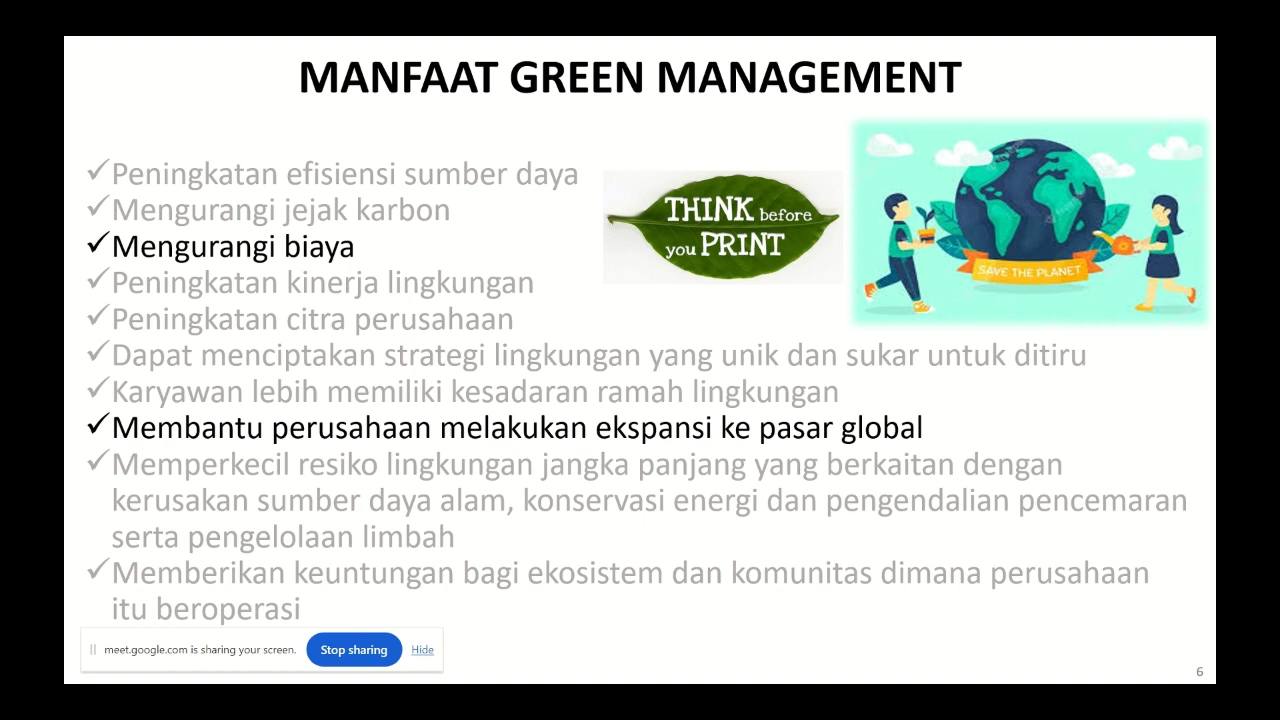 MANFAAT GREEN MANAGEMENT
✓Peningkatan efisiensi sumber daya
✓Mengurangi jejak karbon
✓Mengurangi biaya
✓Peningkatan kinerja lingkungan
✓Peningkatan citra perusahaan
✓Dapat menciptakan strategi lingkungan yang unik dan sukar untuk ditiru
✓Karyawan lebih memiliki kesadaran ramah lingkungan
✓Membantu perusahaan melakukan ekspansi ke pasar global
✓Memperkecil resiko lingkungan jangka panjang yang berkaitan dengan
kerusakan sumber daya alam, konservasi energi dan pengendalian pencemaran
serta pengelolaan limbah
✓Memberikan keuntungan bagi ekosistem dan komunitas dimana perusahaan
itu beroperasi
THINK before
you PRINT
SAVE THE PLANET
meet.google.com is sharing your screen.
Stop sharing
Hide
6